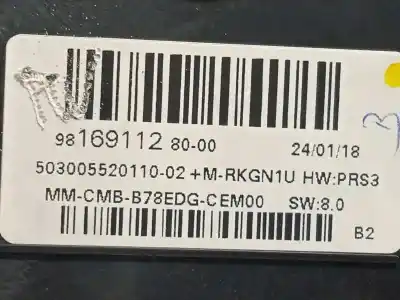 98169112 80-00 24/01/18
503005520110-02 +M-RKGN1U HW:PRS3
MM-CMB-B78EDG-CEM00 SW:8.0
B2
3